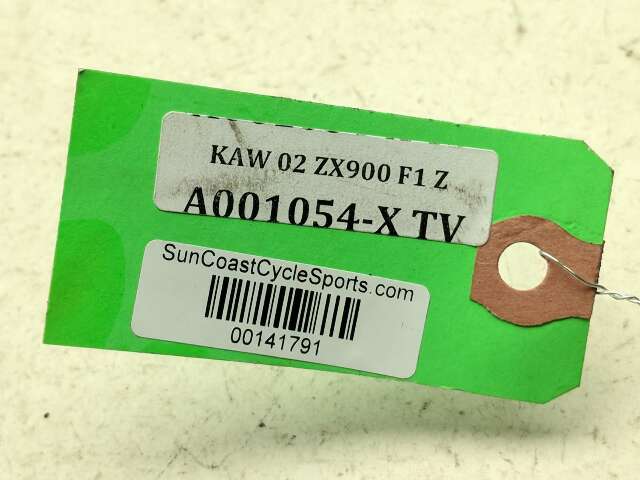 KAW 02 ZX900 F1 Z
A001054-X TV
SunCoastCycleSports.com
00141791